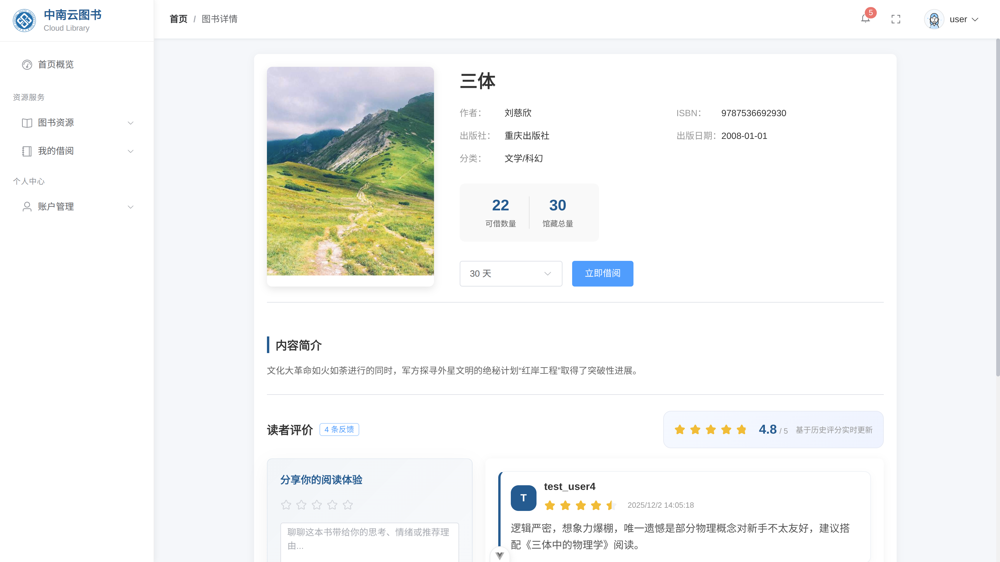 中南云图书
Cloud Library
首页 / 图书详情
5
user
首页概览
资源服务
图书资源
我的借阅
个人中心
账户管理
三体
作者： 刘慈欣
ISBN： 9787536692930
出版社： 重庆出版社
出版日期： 2008-01-01
分类： 文学/科幻
22
可借数量
30
馆藏总量
30 天
立即借阅
内容简介
文化大革命如火如荼进行的同时，军方探寻外星文明的绝秘计划“红岸工程”取得了突破性进展。
读者评价
4 条反馈
4.8 / 5 基于历史评分实时更新
分享你的阅读体验
聊聊这本书带给你的思考、情绪或推荐理
由...
T
test_user4
2025/12/2 14:05:18
逻辑严密，想象力爆棚，唯一遗憾是部分物理概念对新手不太友好，建议搭
配《三体中的物理学》阅读。